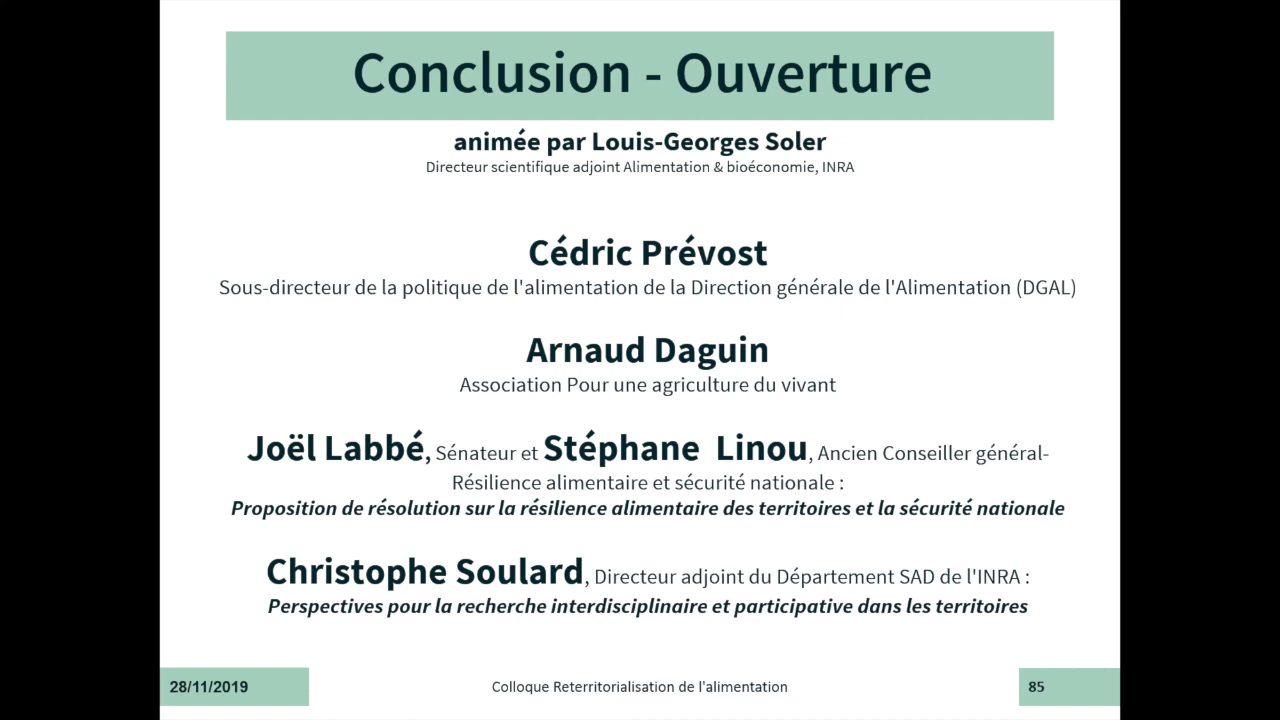 Conclusion - Ouverture
animée par Louis-Georges Soler
Directeur scientifique adjoint Alimentation & bioéconomie, INRA
Cédric Prévost
Sous-directeur de la politique de l'alimentation de la Direction générale de l'Alimentation (DGAL)
Arnaud Daguin
Association Pour une agriculture du vivant
Joël Labbé, Sénateur et Stéphane Linou, Ancien Conseiller général-
Résilience alimentaire et sécurité nationale :
Proposition de résolution sur la résilience alimentaire des territoires et la sécurité nationale
Christophe Soulard, Directeur adjoint du Département SAD de l'INRA :
Perspectives pour la recherche interdisciplinaire et participative dans les territoires
28/11/2019
Colloque Reterritorialisation de l'alimentation
85